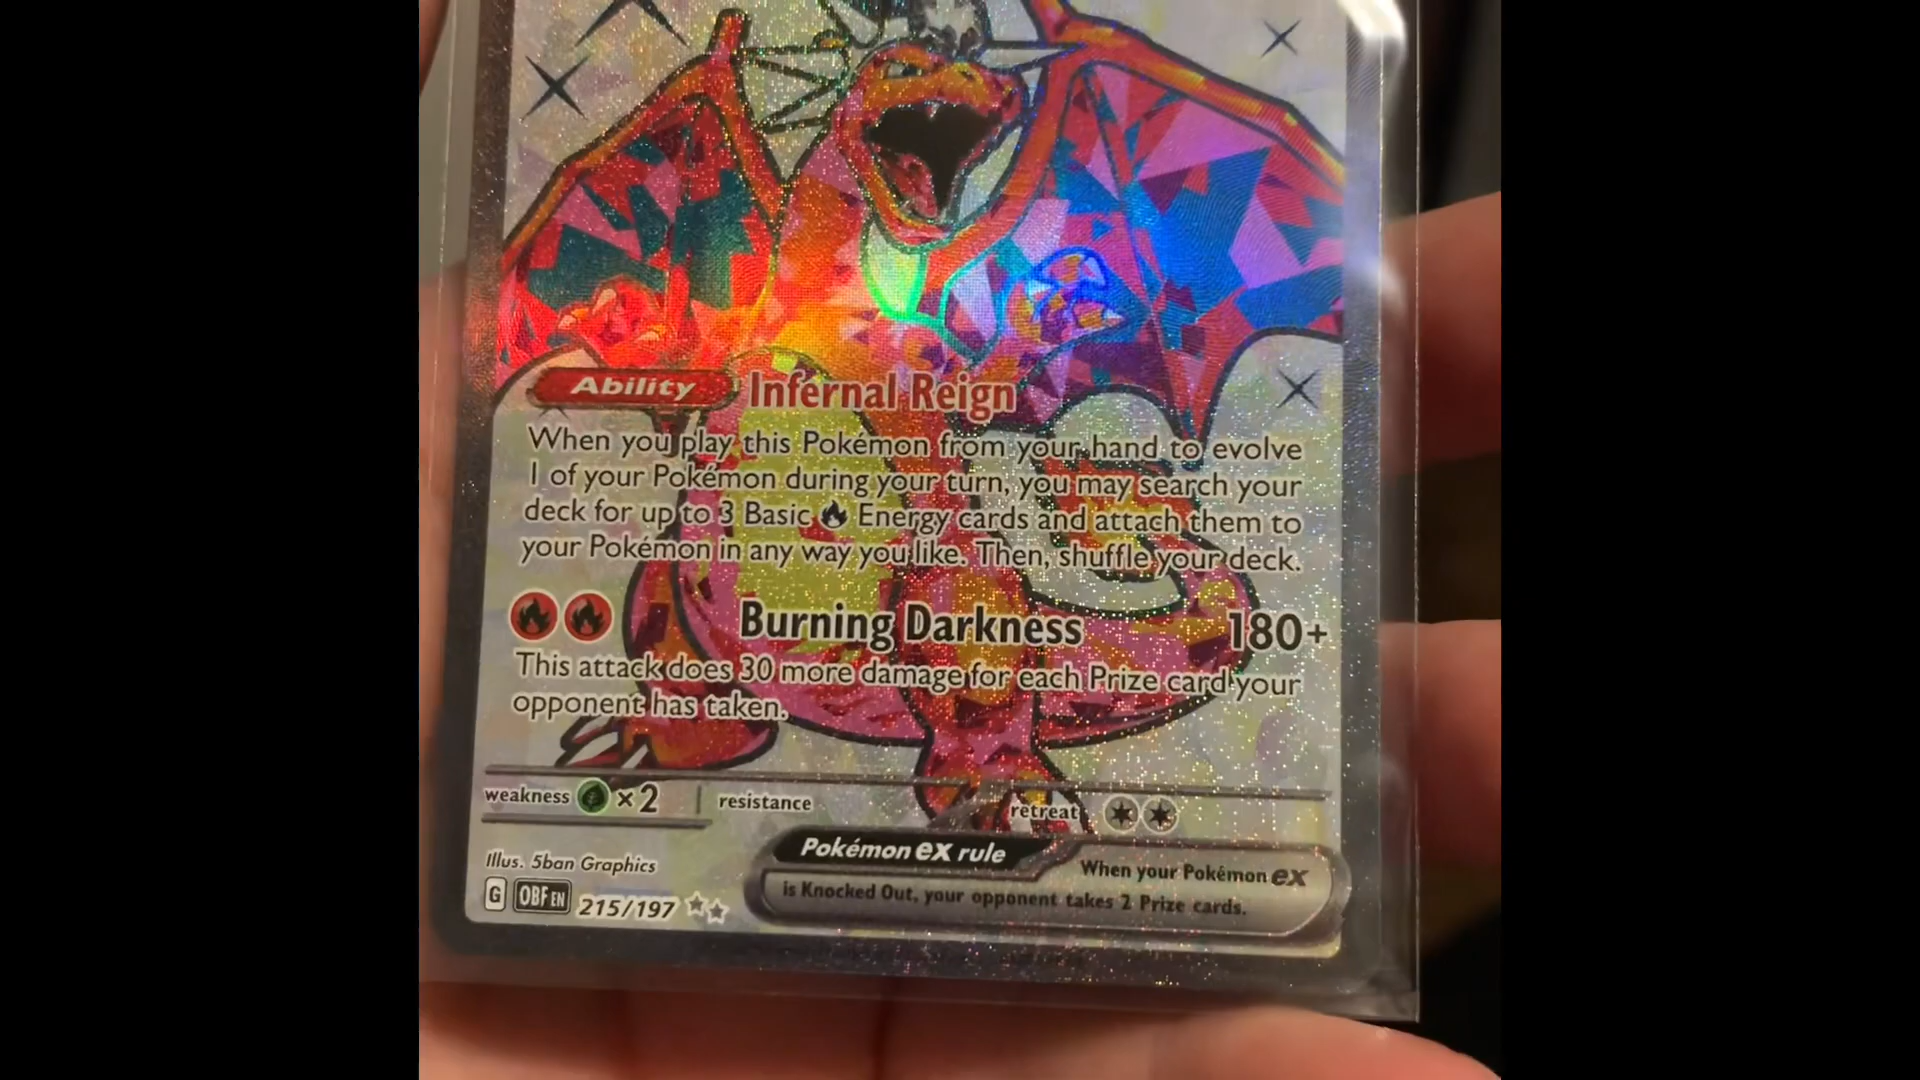 Ability Infernal Reign
When you play this Pokémon from your hand to evolve
1 of your Pokémon during your turn, you may search your
deck for up to 3 Basic Energy cards and attach them to
your Pokémon in any way you like. Then, shuffle your deck.
Burning Darkness 180+
This attack does 30 more damage for each Prize card your
opponent has taken.
weakness ×2 resistance retreat
Pokémon ex rule
When your Pokémon ex
is Knocked Out, your opponent takes 2 Prize cards.
Illus. 5ban Graphics
G OBF EN 215/197